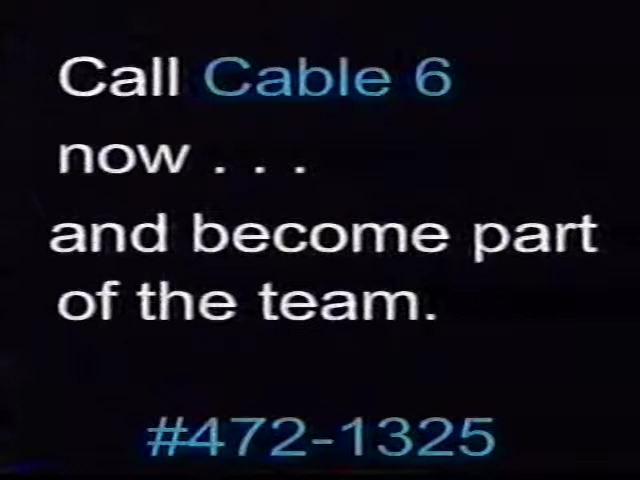 Call Cable 6
now . . .
and become part
of the team.
#472-1325